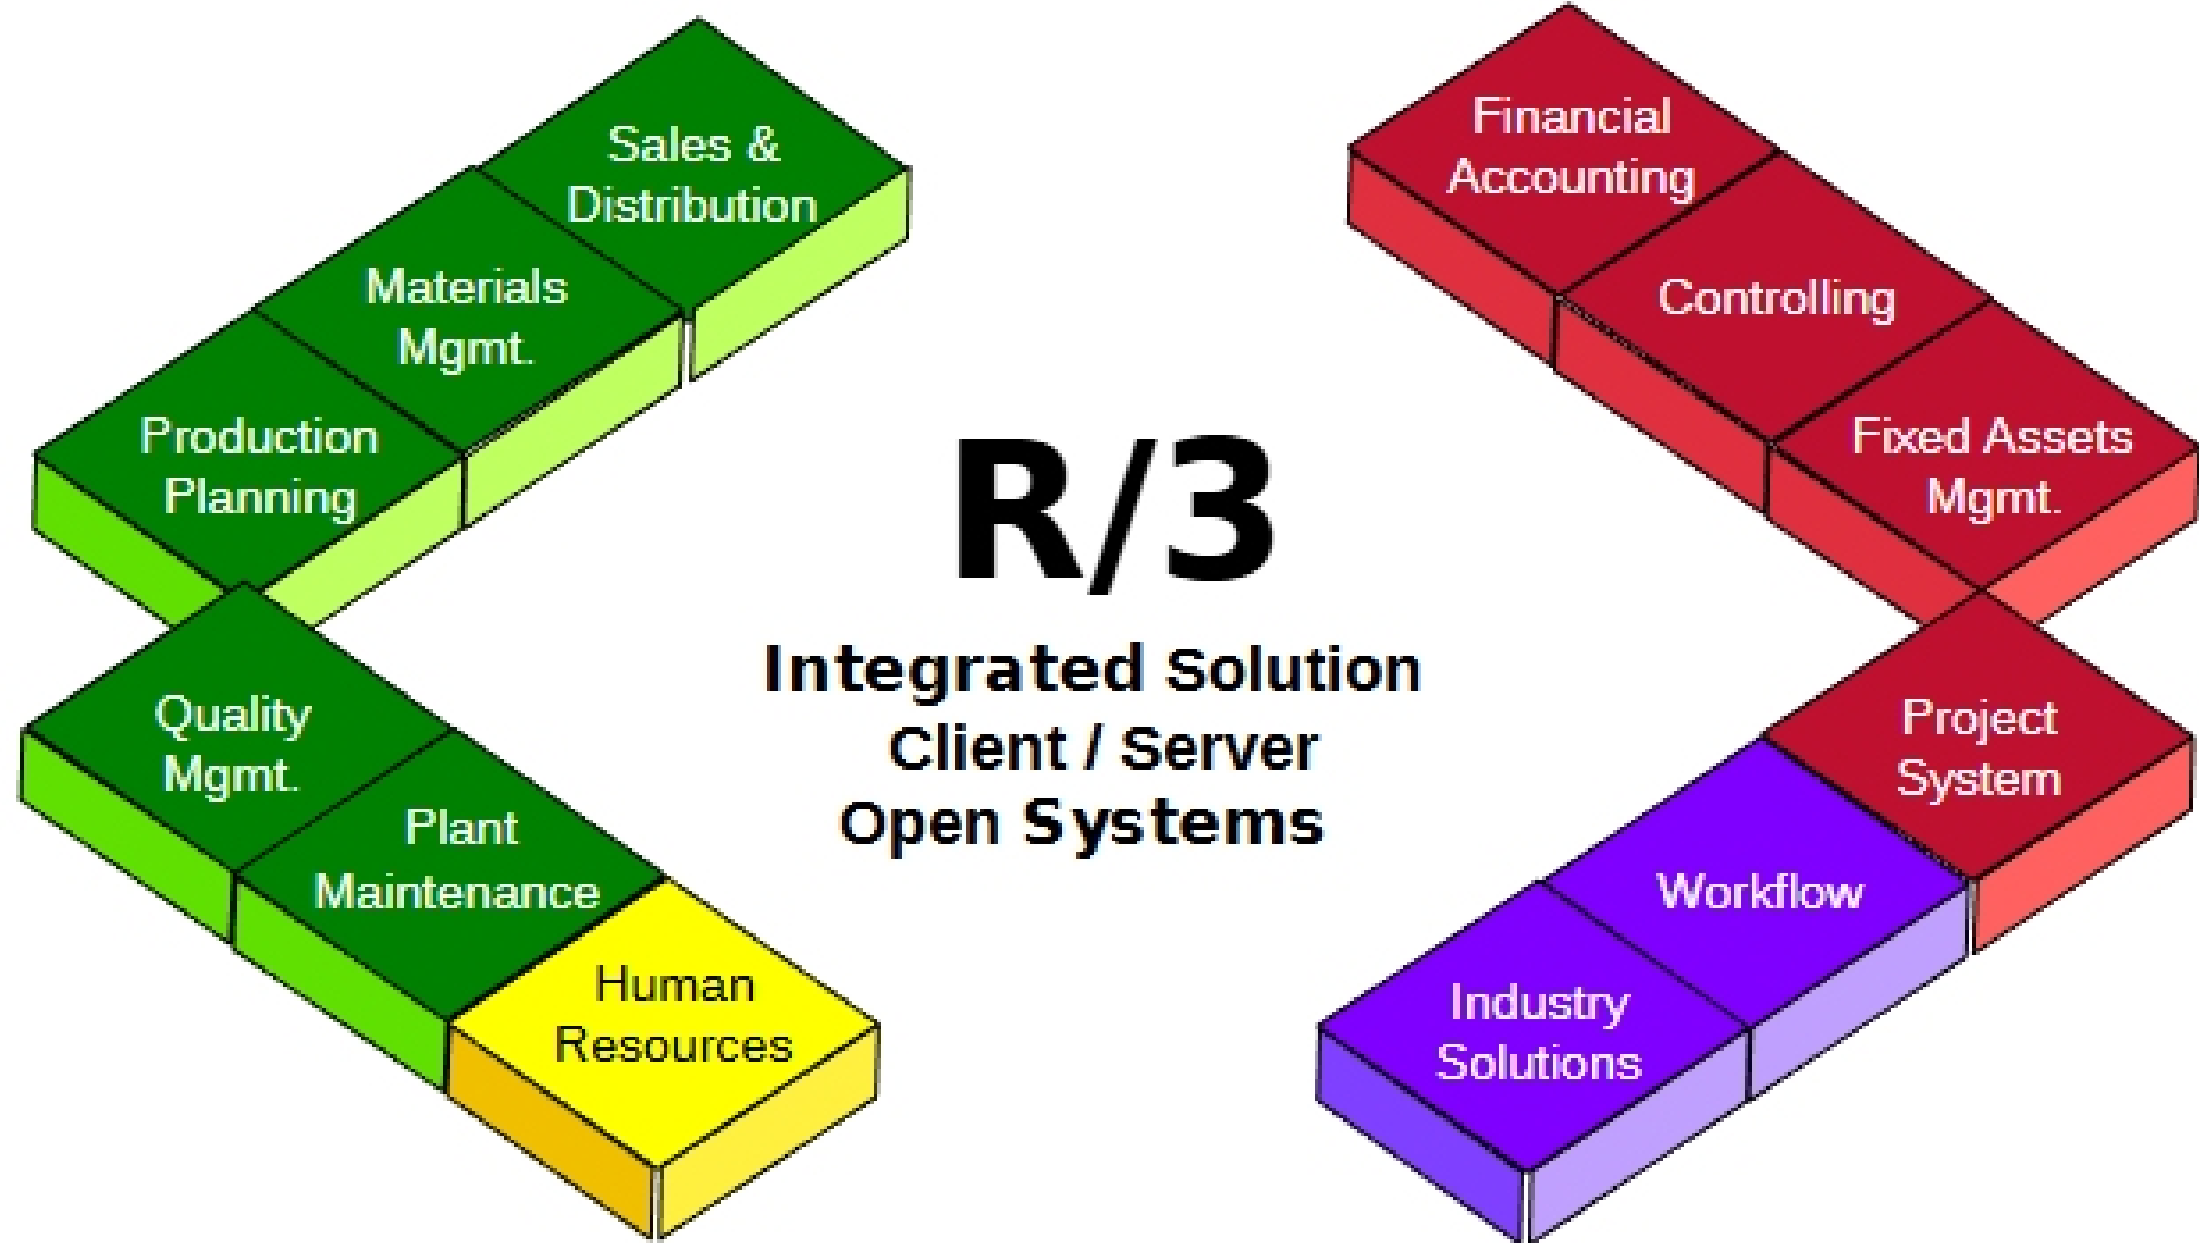 Sales &
Distribution
Materials
Mgmt.
Production
Planning
Quality
Mgmt.
Plant
Maintenance
Human
Resources
R/3
Integrated Solution
Client / Server
Open Systems
Financial
Accounting
Controlling
Fixed Assets
Mgmt.
Project
System
Workflow
Industry
Solutions